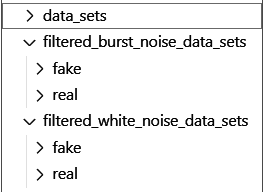 data_sets
filtered_burst_noise_data_sets
fake
real
filtered_white_noise_data_sets
fake
real